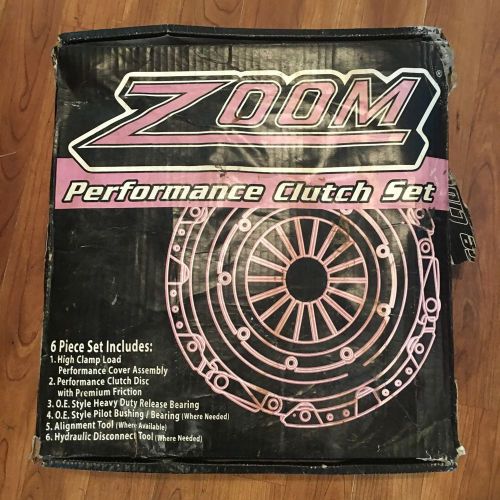 ZOOM®
Performance Clutch Set
6 Piece Set Includes:
1. High Clamp Load
Performance Cover Assembly
2. Performance Clutch Disc
with Premium Friction
3. O.E. Style Heavy Duty Release Bearing
4. O.E. Style Pilot Bushing / Bearing (Where Needed)
5. Alignment Tool (Where Available)
6. Hydraulic Disconnect Tool (Where Needed)